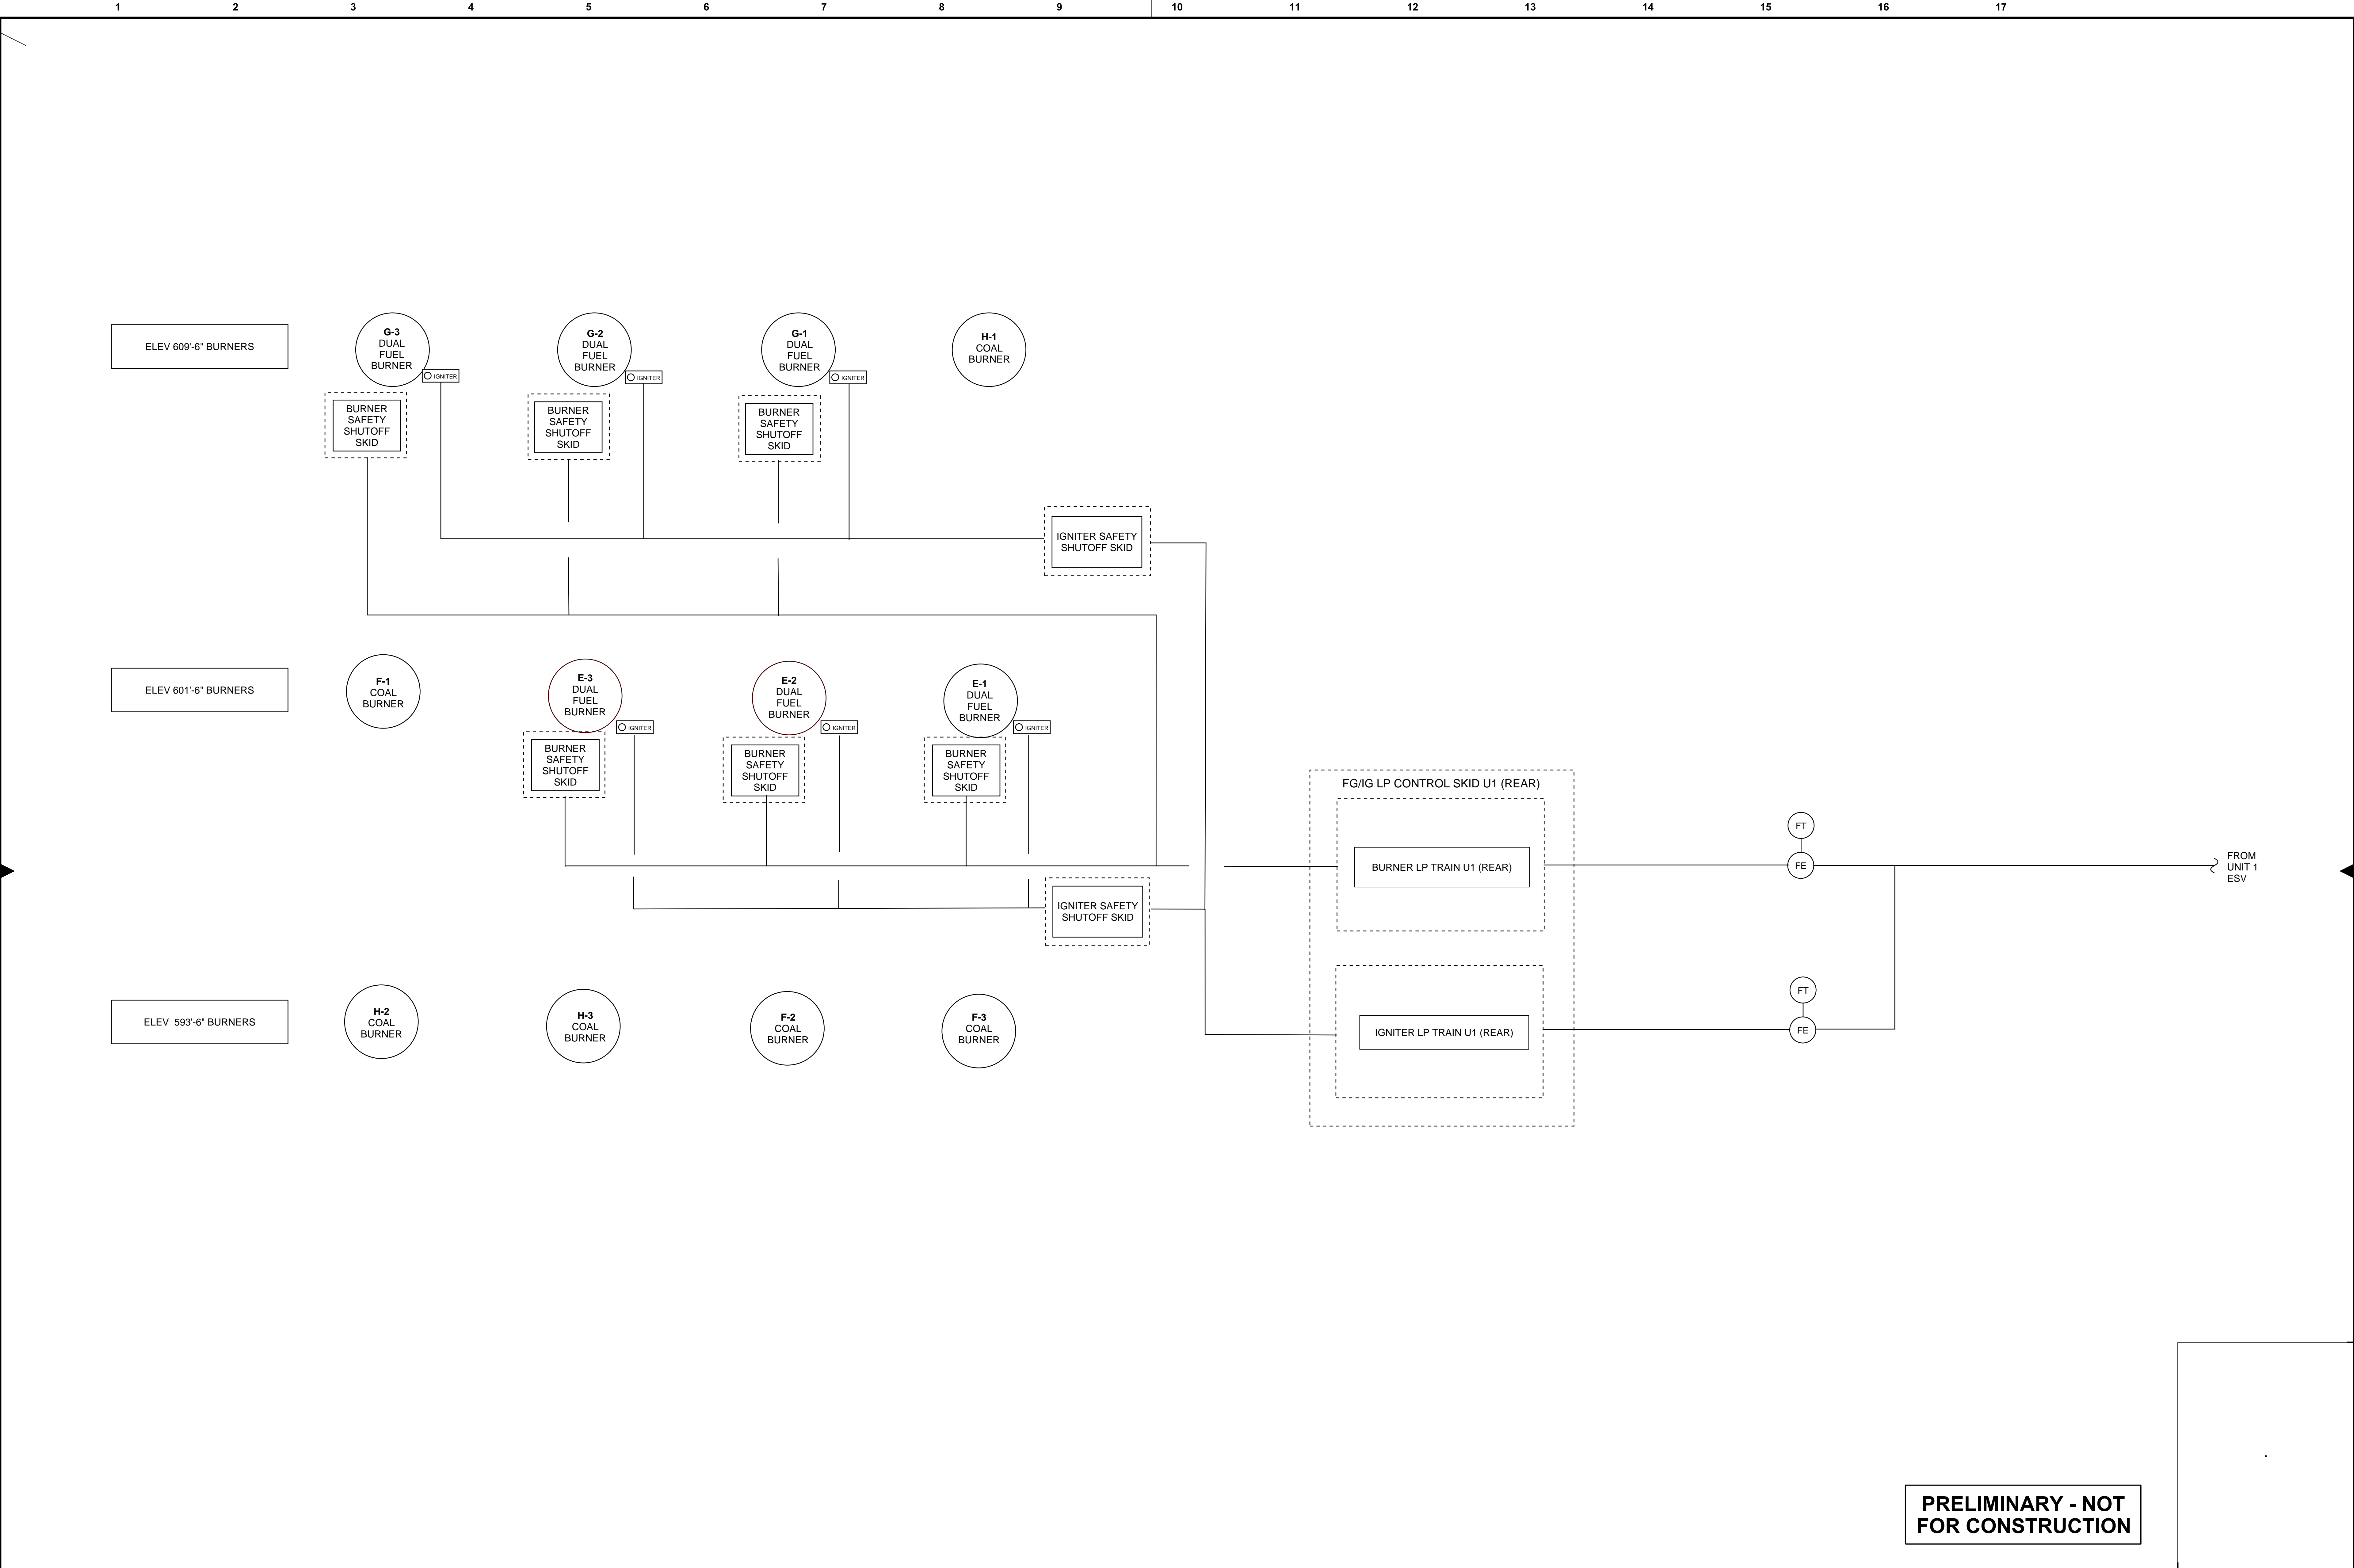 1 2 3 4 5 6 7 8 9 10 11 12 13 14 15 16 17
ELEV 609'-6" BURNERS
G-3
DUAL
FUEL
BURNER
IGNITER
G-2
DUAL
FUEL
BURNER
IGNITER
G-1
DUAL
FUEL
BURNER
IGNITER
H-1
COAL
BURNER
BURNER
SAFETY
SHUTOFF
SKID
BURNER
SAFETY
SHUTOFF
SKID
BURNER
SAFETY
SHUTOFF
SKID
IGNITER SAFETY
SHUTOFF SKID
ELEV 601'-6" BURNERS
F-1
COAL
BURNER
E-3
DUAL
FUEL
BURNER
IGNITER
E-2
DUAL
FUEL
BURNER
IGNITER
E-1
DUAL
FUEL
BURNER
IGNITER
BURNER
SAFETY
SHUTOFF
SKID
BURNER
SAFETY
SHUTOFF
SKID
BURNER
SAFETY
SHUTOFF
SKID
IGNITER SAFETY
SHUTOFF SKID
FG/IG LP CONTROL SKID U1 (REAR)
BURNER LP TRAIN U1 (REAR)
FT
FE
FROM
UNIT 1
ESV
IGNITER LP TRAIN U1 (REAR)
FT
FE
ELEV 593'-6" BURNERS
H-2
COAL
BURNER
H-3
COAL
BURNER
F-2
COAL
BURNER
F-3
COAL
BURNER
PRELIMINARY - NOT
FOR CONSTRUCTION